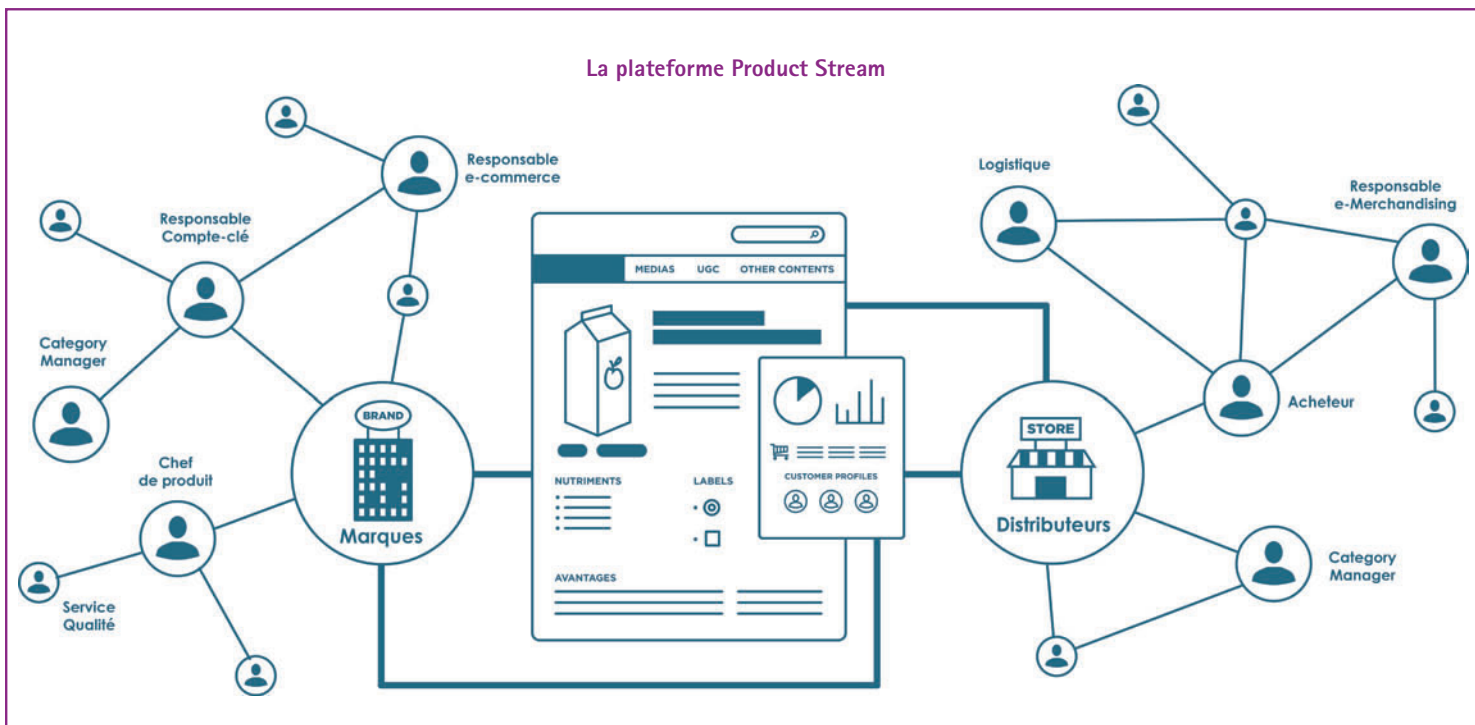 La plateforme Product Stream
Responsable
e-commerce
Responsable
Compte-clé
Category
Manager
Chef
de produit
Service
Qualité
BRAND
Marques
MEDIAS UGC OTHER CONTENTS
NUTRIMENTS
LABELS
AVANTAGES
CUSTOMER PROFILES
STORE
Distributeurs
Logistique
Responsable
e-Merchandising
Acheteur
Category
Manager